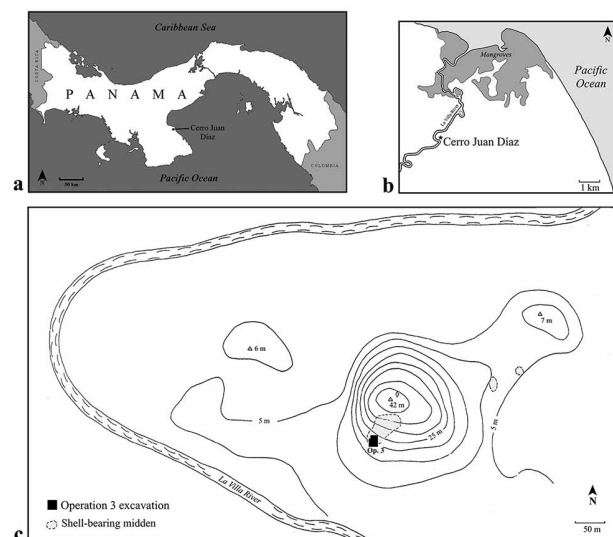 Caribbean Sea
COSTA RICA
PANAMA
Cerro Juan Díaz
COLOMBIA
N
50 km
Pacific Ocean
a
N
Mangroves
Pacific
Ocean
La Villa River
Cerro Juan Díaz
1 km
b
7 m
6 m
42 m
5 m
25 m
5 m
Op. 3
La Villa River
Operation 3 excavation
Shell-bearing midden
N
50 m
c